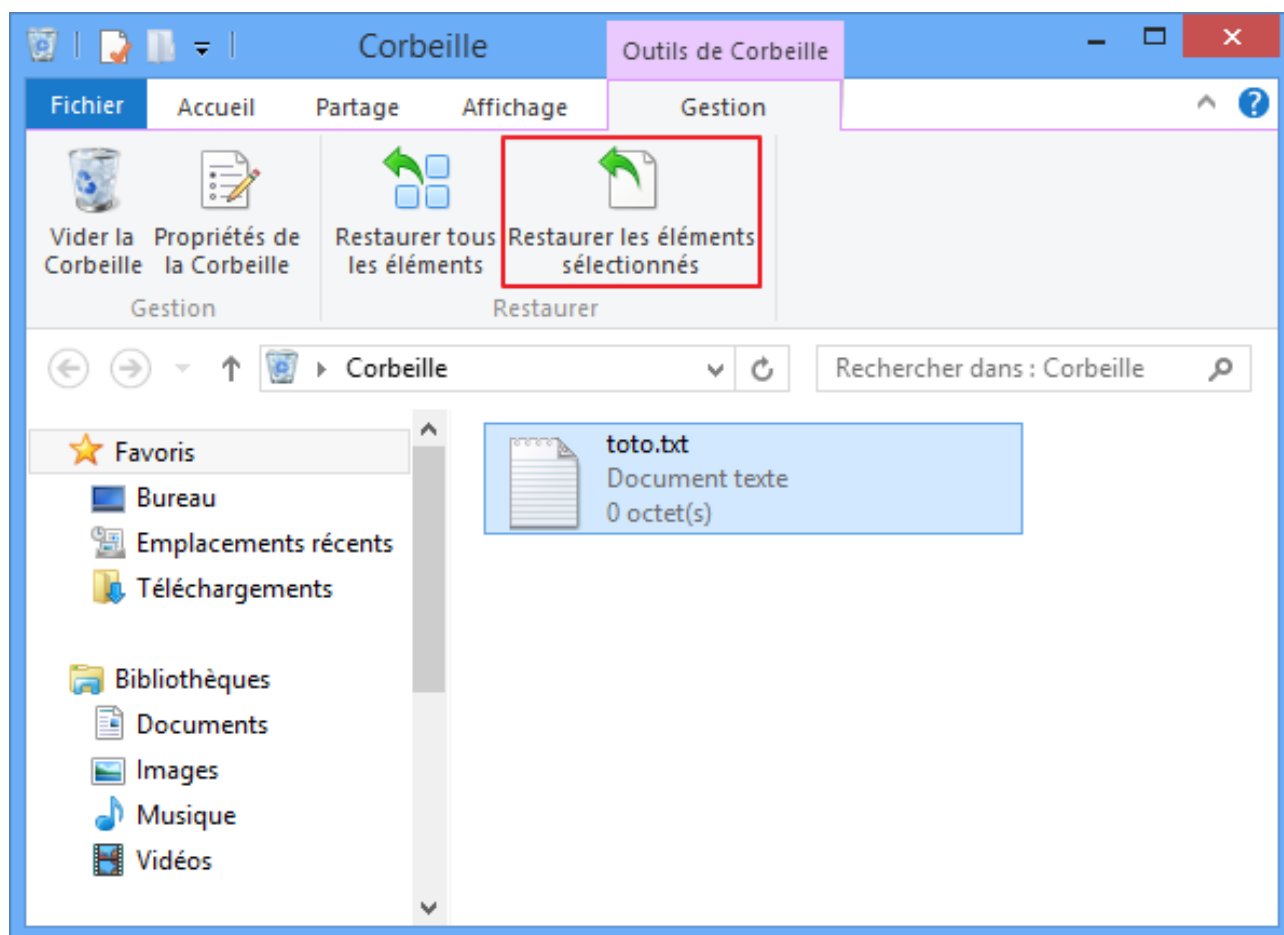 Corbeille
Outils de Corbeille
Fichier
Accueil
Partage
Affichage
Gestion
Vider la
Corbeille
Propriétés de
la Corbeille
Restaurer tous
les éléments
Restaurer les éléments
sélectionnés
Gestion
Restaurer
Corbeille
Rechercher dans : Corbeille
Favoris
Bureau
Emplacements récents
Téléchargements
Bibliothèques
Documents
Images
Musique
Vidéos
toto.txt
Document texte
0 octet(s)